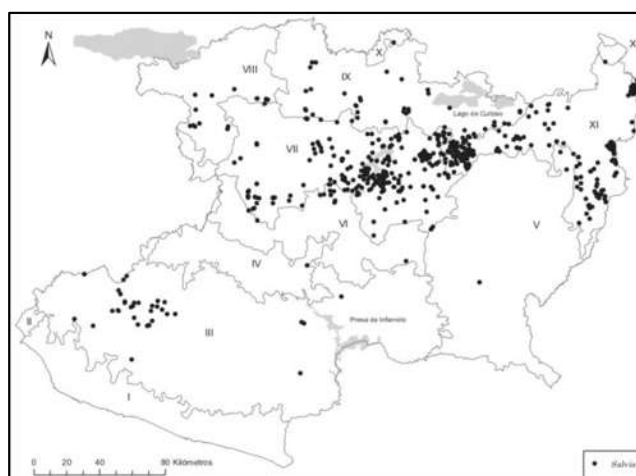 N
X
X
VIII
IX
Lago de Cuitzeo
XI
VII
VI
V
IV
Presa de Infiernillo
II
III
I
0 20 40 80 Kilómetros